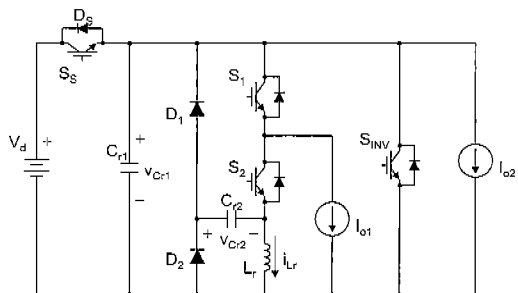 D_S
S_S
S_1
D_1
S_INV
V_d +
C_r1 +
v_Cr1
−
S_2
I_o2
C_r2
+ v_Cr2 −
I_o1
D_2
L_r
i_Lr